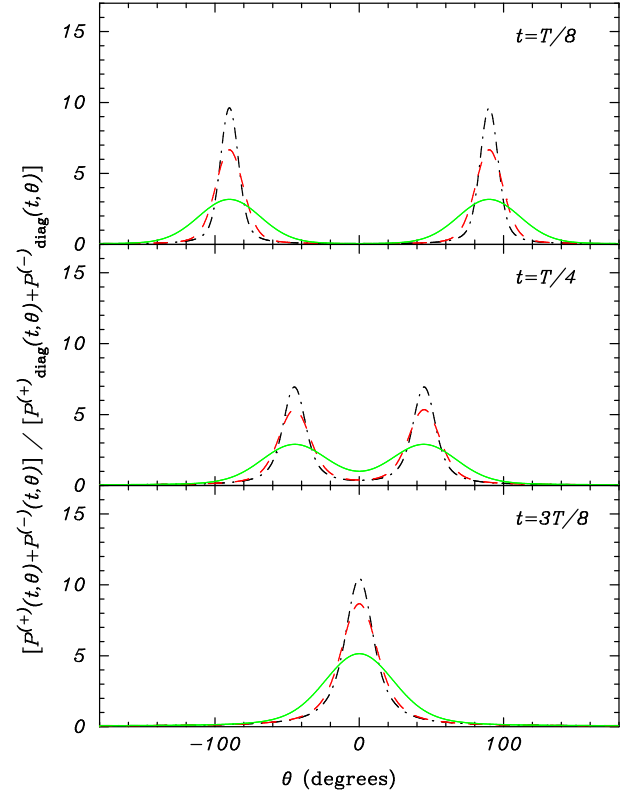 [P(+)(t,θ)+P(−)(t,θ)] / [P(+)diag(t,θ)+P(−)diag(t,θ)]
15
10
5
0
t=T/8
15
10
5
0
t=T/4
15
10
5
0
t=3T/8
−100 0 100
θ (degrees)